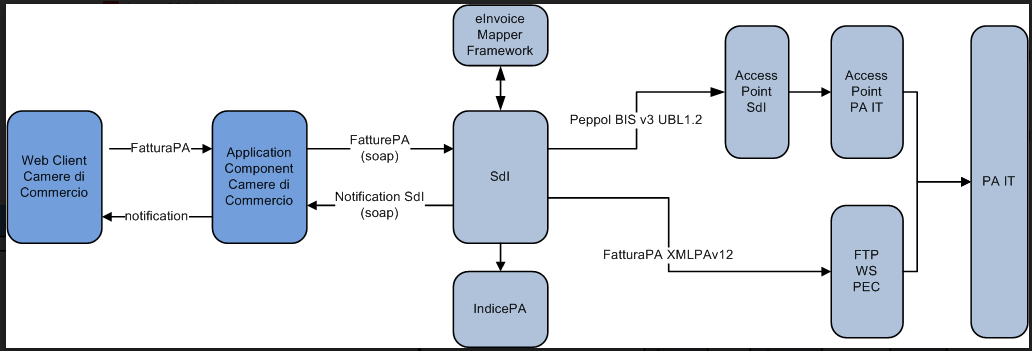 eInvoice
Mapper
Framework
Web Client
Camere di
Commercio
FatturaPA
notification
Application
Component
Camere di
Commercio
FatturePA
(soap)
Notification SdI
(soap)
SdI
IndicePA
Peppol BIS v3 UBL1.2
FatturaPA XMLPAv12
Access
Point
SdI
Access
Point
PA IT
FTP
WS
PEC
PA IT